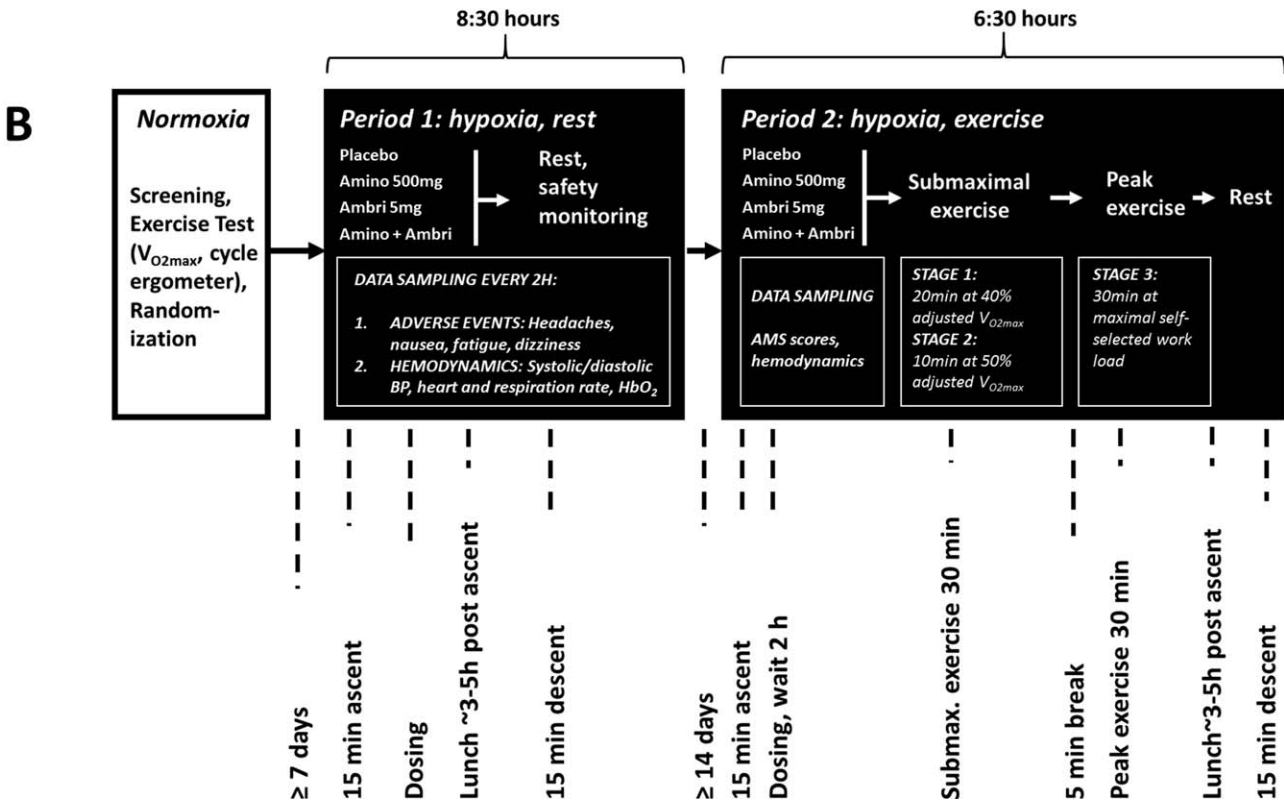 8:30 hours
6:30 hours
B
Normoxia
Screening,
Exercise Test
(VO2max, cycle
ergometer),
Random-
ization
Period 1: hypoxia, rest
Placebo
Amino 500mg
Ambri 5mg
Amino + Ambri
Rest,
safety
monitoring
DATA SAMPLING EVERY 2H:
1. ADVERSE EVENTS: Headaches,
nausea, fatigue, dizziness
2. HEMODYNAMICS: Systolic/diastolic
BP, heart and respiration rate, HbO2
Period 2: hypoxia, exercise
Placebo
Amino 500mg
Ambri 5mg
Amino + Ambri
Submaximal
exercise
Peak
exercise
Rest
DATA SAMPLING
AMS scores,
hemodynamics
STAGE 1:
20min at 40%
adjusted VO2max
STAGE 2:
10min at 50%
adjusted VO2max
STAGE 3:
30min at
maximal self-
selected work
load
≥ 7 days
15 min ascent
Dosing
Lunch ~3-5h post ascent
15 min descent
≥ 14 days
15 min ascent
Dosing, wait 2 h
Submax. exercise 30 min
5 min break
Peak exercise 30 min
Lunch~3-5h post ascent
15 min descent